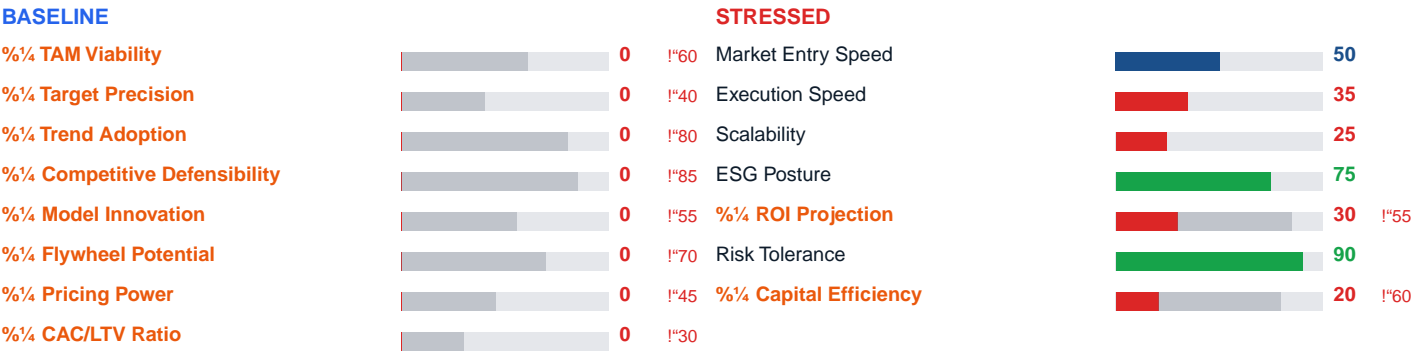 BASELINE
%¼ TAM Viability 0 !“60
%¼ Target Precision 0 !“40
%¼ Trend Adoption 0 !“80
%¼ Competitive Defensibility 0 !“85
%¼ Model Innovation 0 !“55
%¼ Flywheel Potential 0 !“70
%¼ Pricing Power 0 !“45
%¼ CAC/LTV Ratio 0 !“30
STRESSED
Market Entry Speed 50
Execution Speed 35
Scalability 25
ESG Posture 75
%¼ ROI Projection 30 !“55
Risk Tolerance 90
%¼ Capital Efficiency 20 !“60